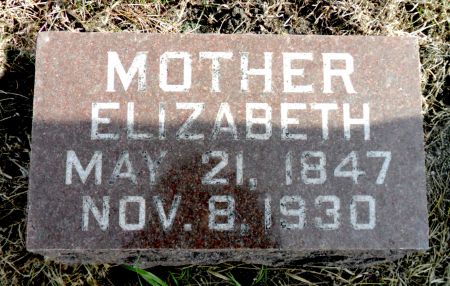 MOTHER
ELIZABETH
MAY 21, 1847
NOV. 8, 1930